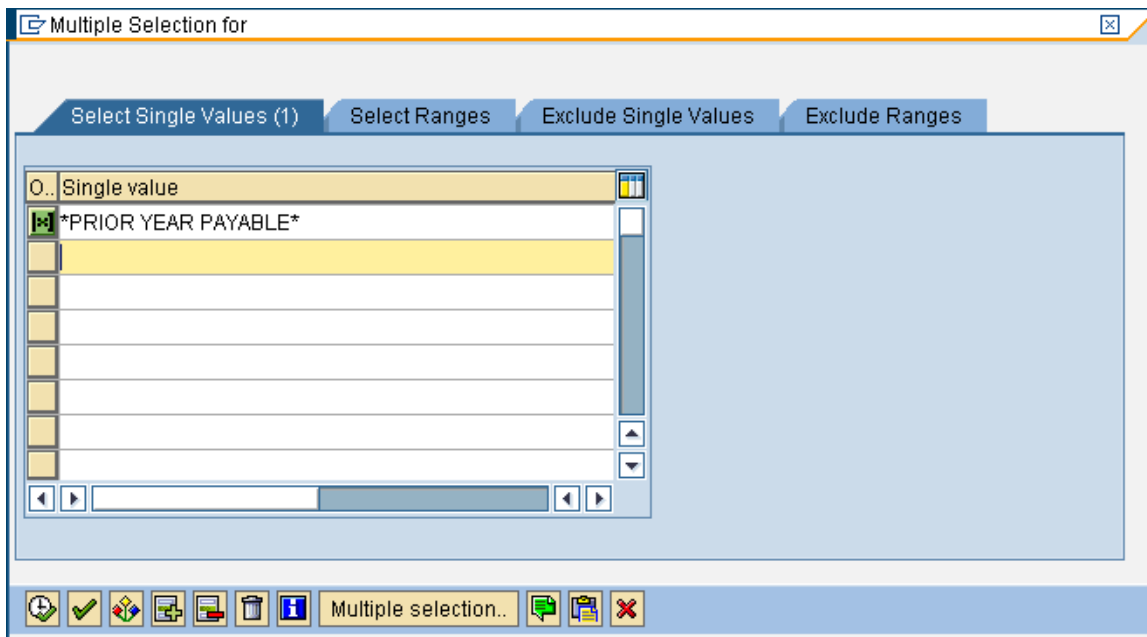 Multiple Selection for
Select Single Values (1) Select Ranges Exclude Single Values Exclude Ranges
O.. Single value
*PRIOR YEAR PAYABLE*
Multiple selection..